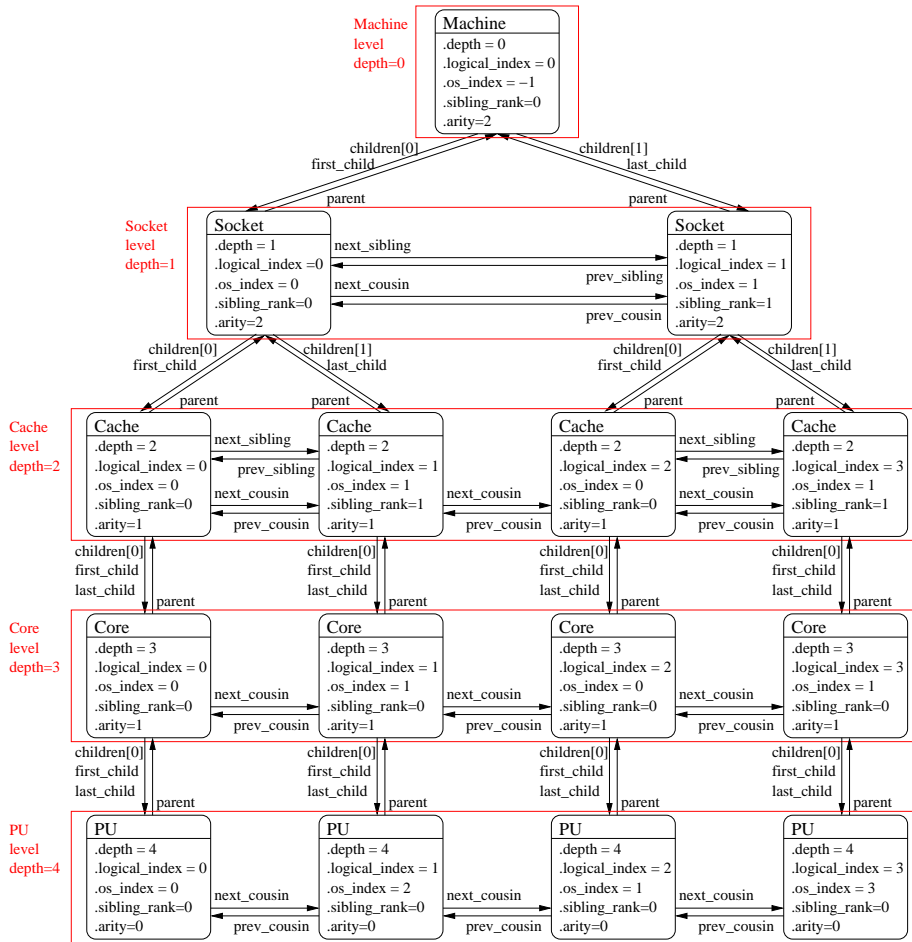 Machine
level
depth=0
Machine
.depth = 0
.logical_index = 0
.os_index = −1
.sibling_rank=0
.arity=2
children[0]
first_child
parent
children[1]
last_child
parent
Socket
level
depth=1
Socket
.depth = 1
.logical_index =0
.os_index = 0
.sibling_rank=0
.arity=2
next_sibling
prev_sibling
next_cousin
prev_cousin
Socket
.depth = 1
.logical_index = 1
.os_index = 1
.sibling_rank=1
.arity=2
children[0]
first_child
parent
children[1]
last_child
parent
children[0]
first_child
parent
children[1]
last_child
parent
Cache
level
depth=2
Cache
.depth = 2
.logical_index = 0
.os_index = 0
.sibling_rank=0
.arity=1
next_sibling
prev_sibling
next_cousin
prev_cousin
Cache
.depth = 2
.logical_index = 1
.os_index = 1
.sibling_rank=1
.arity=1
next_cousin
prev_cousin
Cache
.depth = 2
.logical_index = 2
.os_index = 0
.sibling_rank=0
.arity=1
next_sibling
prev_sibling
next_cousin
prev_cousin
Cache
.depth = 2
.logical_index = 3
.os_index = 1
.sibling_rank=1
.arity=1
children[0]
first_child
last_child
parent
children[0]
first_child
last_child
parent
children[0]
first_child
last_child
parent
children[0]
first_child
last_child
parent
Core
level
depth=3
Core
.depth = 3
.logical_index = 0
.os_index = 0
.sibling_rank=0
.arity=1
next_cousin
prev_cousin
Core
.depth = 3
.logical_index = 1
.os_index = 1
.sibling_rank=0
.arity=1
next_cousin
prev_cousin
Core
.depth = 3
.logical_index = 2
.os_index = 0
.sibling_rank=0
.arity=1
next_cousin
prev_cousin
Core
.depth = 3
.logical_index = 3
.os_index = 1
.sibling_rank=0
.arity=1
children[0]
first_child
last_child
parent
children[0]
first_child
last_child
parent
children[0]
first_child
last_child
parent
children[0]
first_child
last_child
parent
PU
level
depth=4
PU
.depth = 4
.logical_index = 0
.os_index = 0
.sibling_rank=0
.arity=0
next_cousin
prev_cousin
PU
.depth = 4
.logical_index = 1
.os_index = 2
.sibling_rank=0
.arity=0
next_cousin
prev_cousin
PU
.depth = 4
.logical_index = 2
.os_index = 1
.sibling_rank=0
.arity=0
next_cousin
prev_cousin
PU
.depth = 4
.logical_index = 3
.os_index = 3
.sibling_rank=0
.arity=0